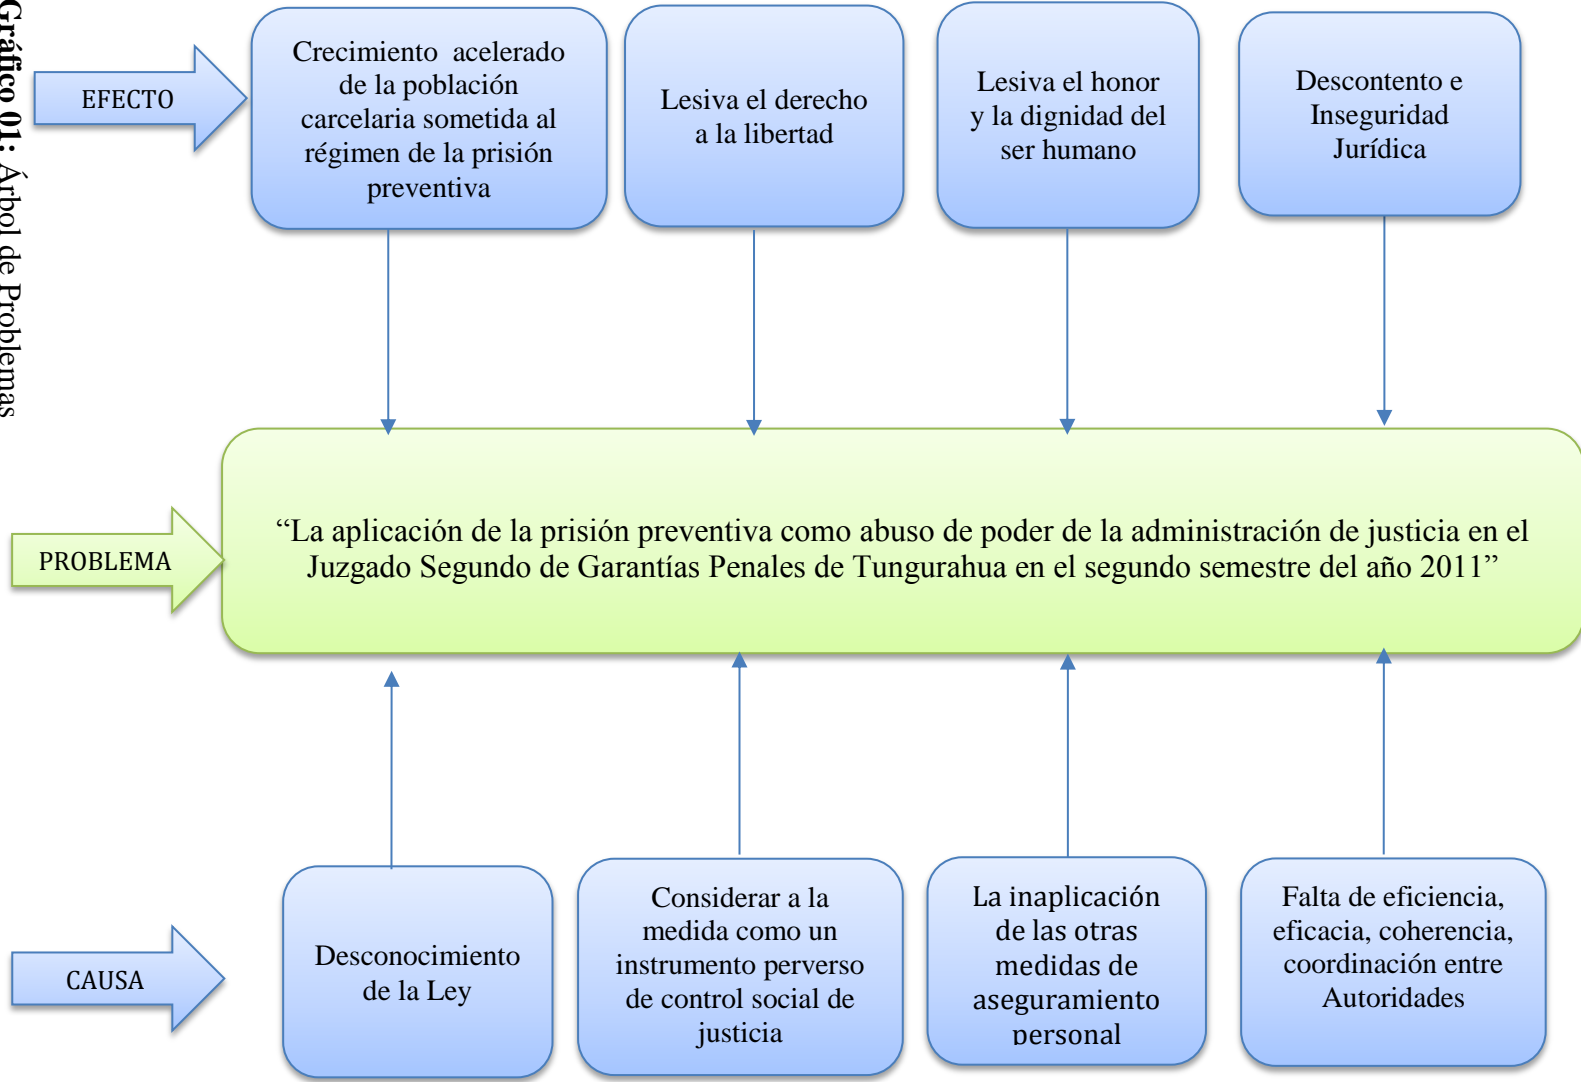 Gráfico 01: Árbol de Problemas
EFECTO
Crecimiento acelerado
de la población
carcelaria sometida al
régimen de la prisión
preventiva
Lesiva el derecho
a la libertad
Lesiva el honor
y la dignidad del
ser humano
Descontento e
Inseguridad
Jurídica
PROBLEMA
“La aplicación de la prisión preventiva como abuso de poder de la administración de justicia en el
Juzgado Segundo de Garantías Penales de Tungurahua en el segundo semestre del año 2011”
CAUSA
Desconocimiento
de la Ley
Considerar a la
medida como un
instrumento perverso
de control social de
justicia
La inaplicación
de las otras
medidas de
aseguramiento
personal
Falta de eficiencia,
eficacia, coherencia,
coordinación entre
Autoridades